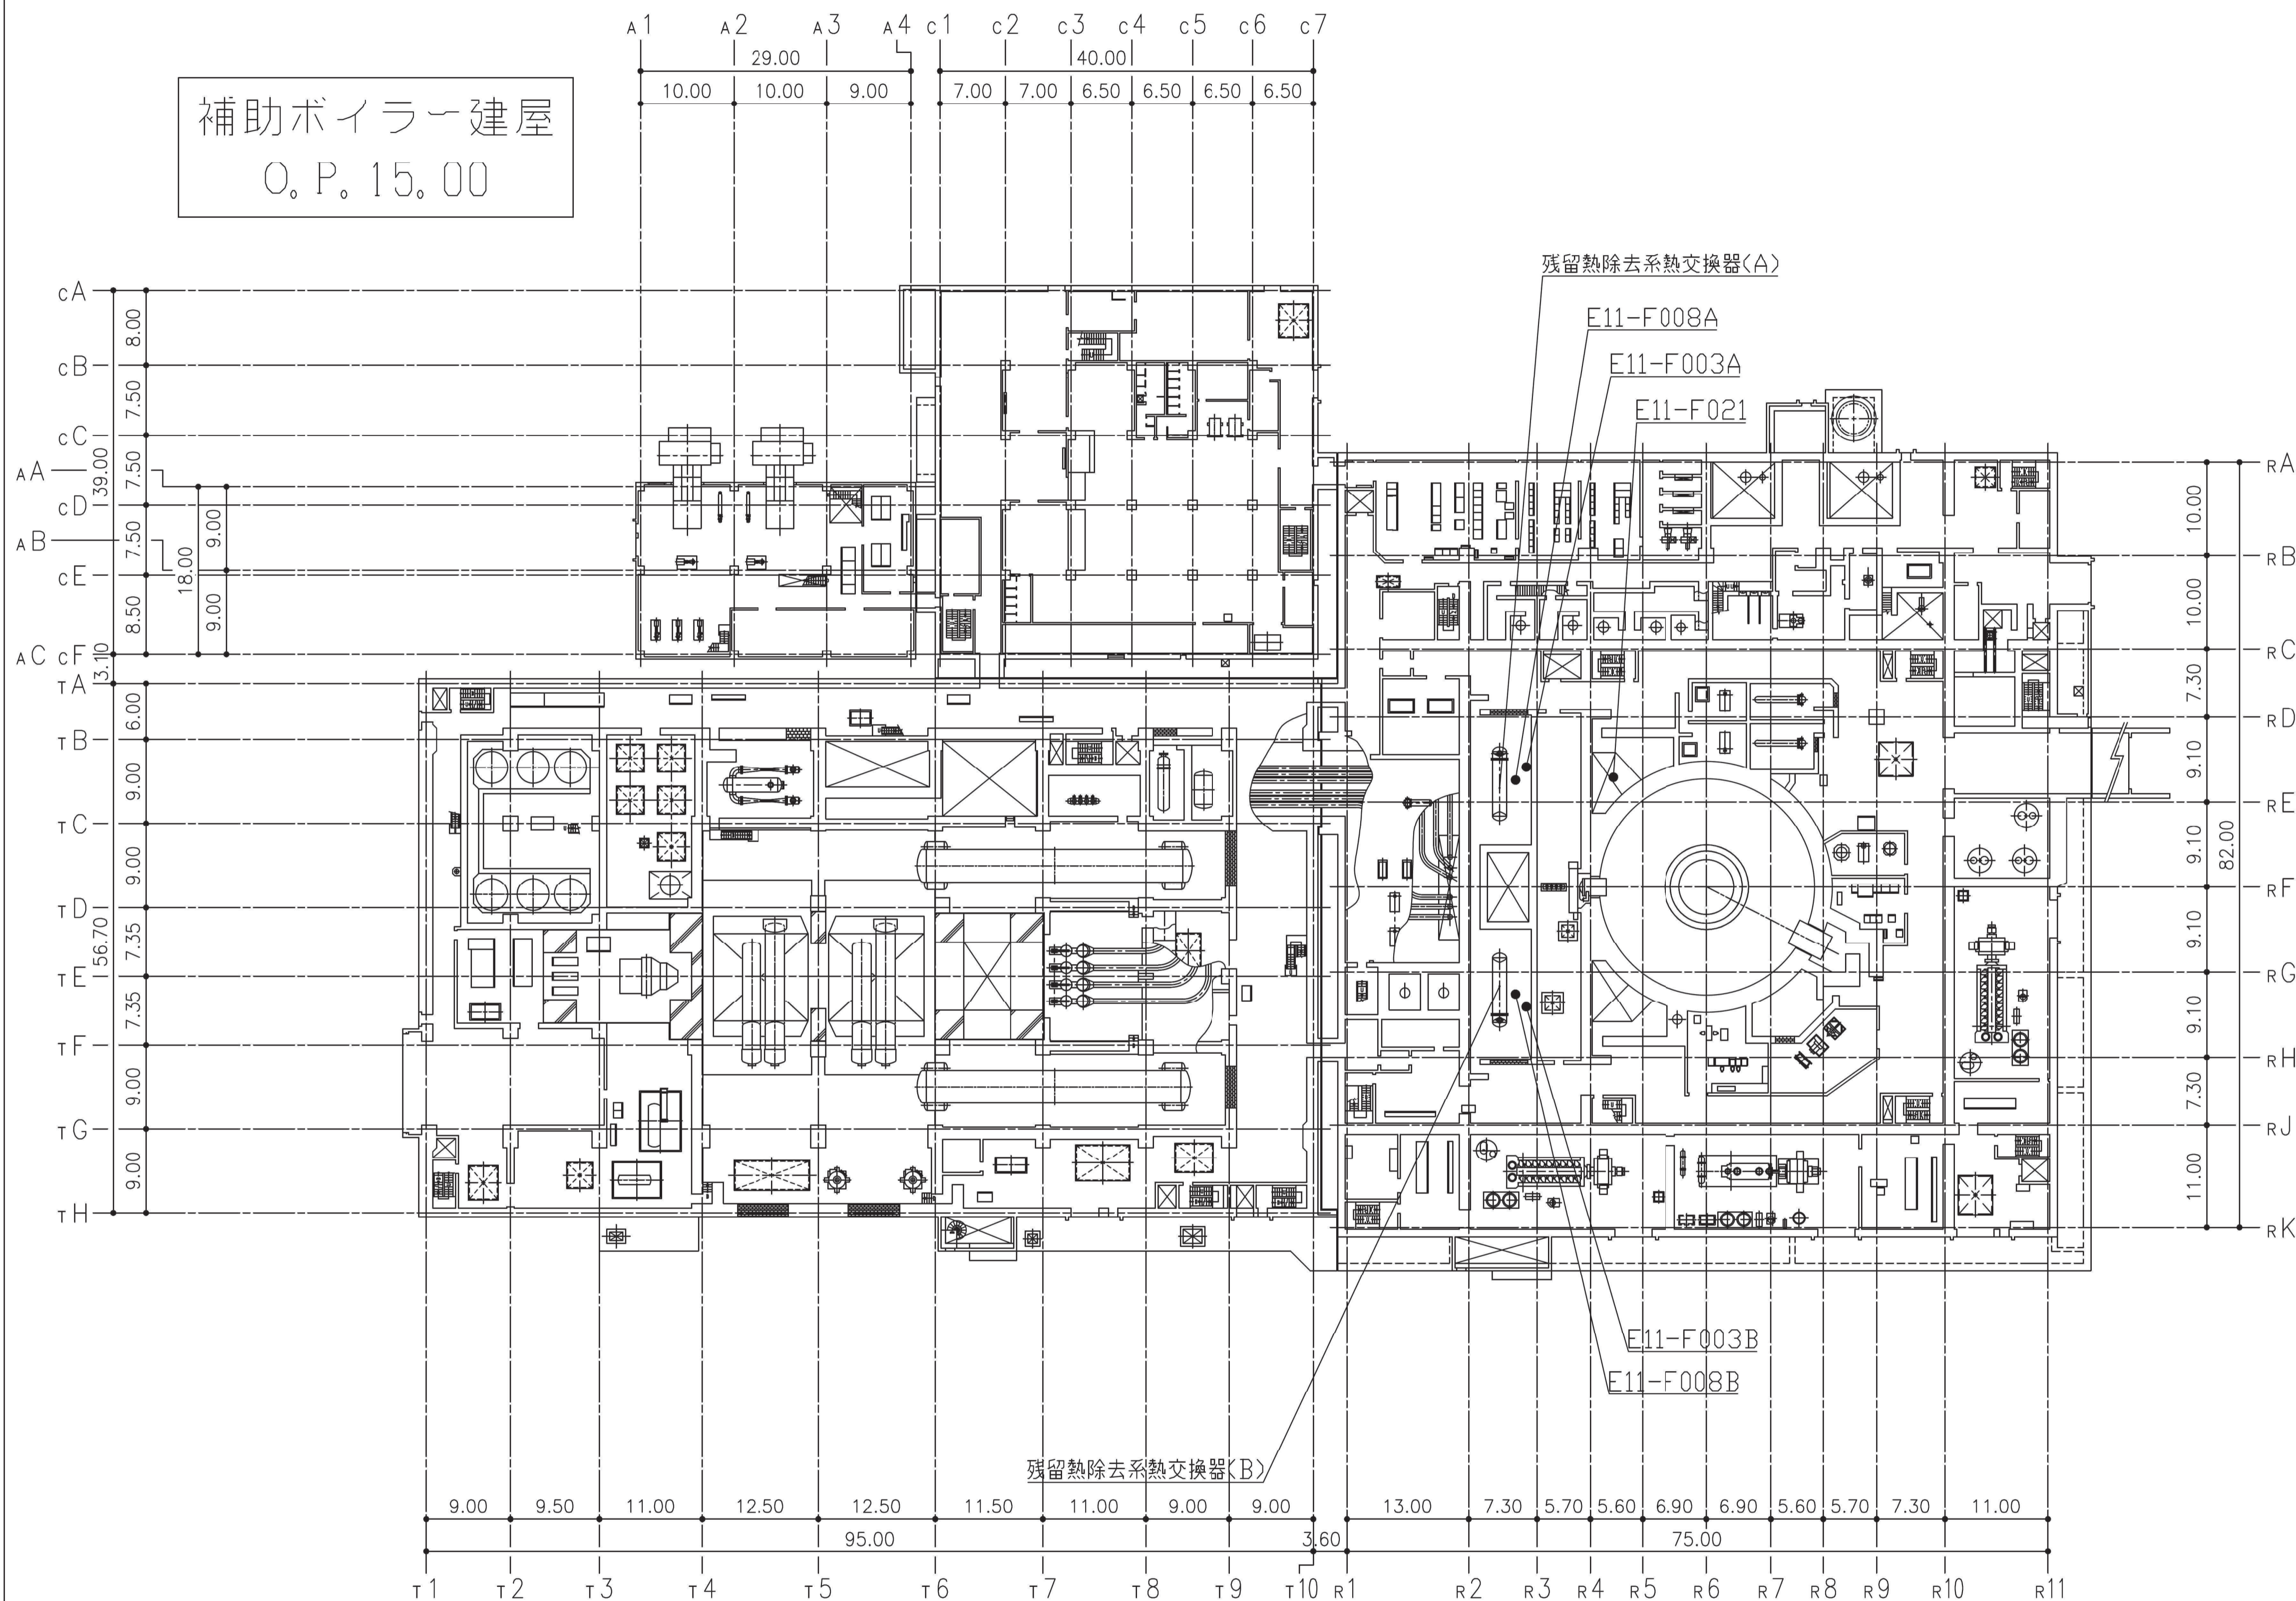 A1 A2 A3 A4 C1 C2 C3 C4 C5 C6 C7
29.00 40.00
10.00 10.00 9.00 7.00 7.00 6.50 6.50 6.50 6.50
補助ボイラー建屋
O.P.15.00
残留熱除去系熱交換器(A)
E11-F008A
E11-F003A
E11-F021
CA
8.00
CB
7.50
CC
39.00
AA
7.50
CD
AB
7.50
9.00
18.00
CE
8.50
9.00
AC CF
3.10
TA
6.00
TB
9.00
TC
9.00
TD
56.70
7.35
TE
7.35
TF
9.00
TG
9.00
TH
RA
10.00
RB
10.00
RC
7.30
RD
9.10
RE
9.10
82.00
RF
9.10
RG
9.10
RH
7.30
RJ
11.00
RK
E11-F003B
E11-F008B
残留熱除去系熱交換器(B)
9.00 9.50 11.00 12.50 12.50 11.50 11.00 9.00 9.00 13.00 7.30 5.70 5.60 6.90 6.90 5.60 5.70 7.30 11.00
95.00 3.60 75.00
T1 T2 T3 T4 T5 T6 T7 T8 T9 T10 R1 R2 R3 R4 R5 R6 R7 R8 R9 R10 R11